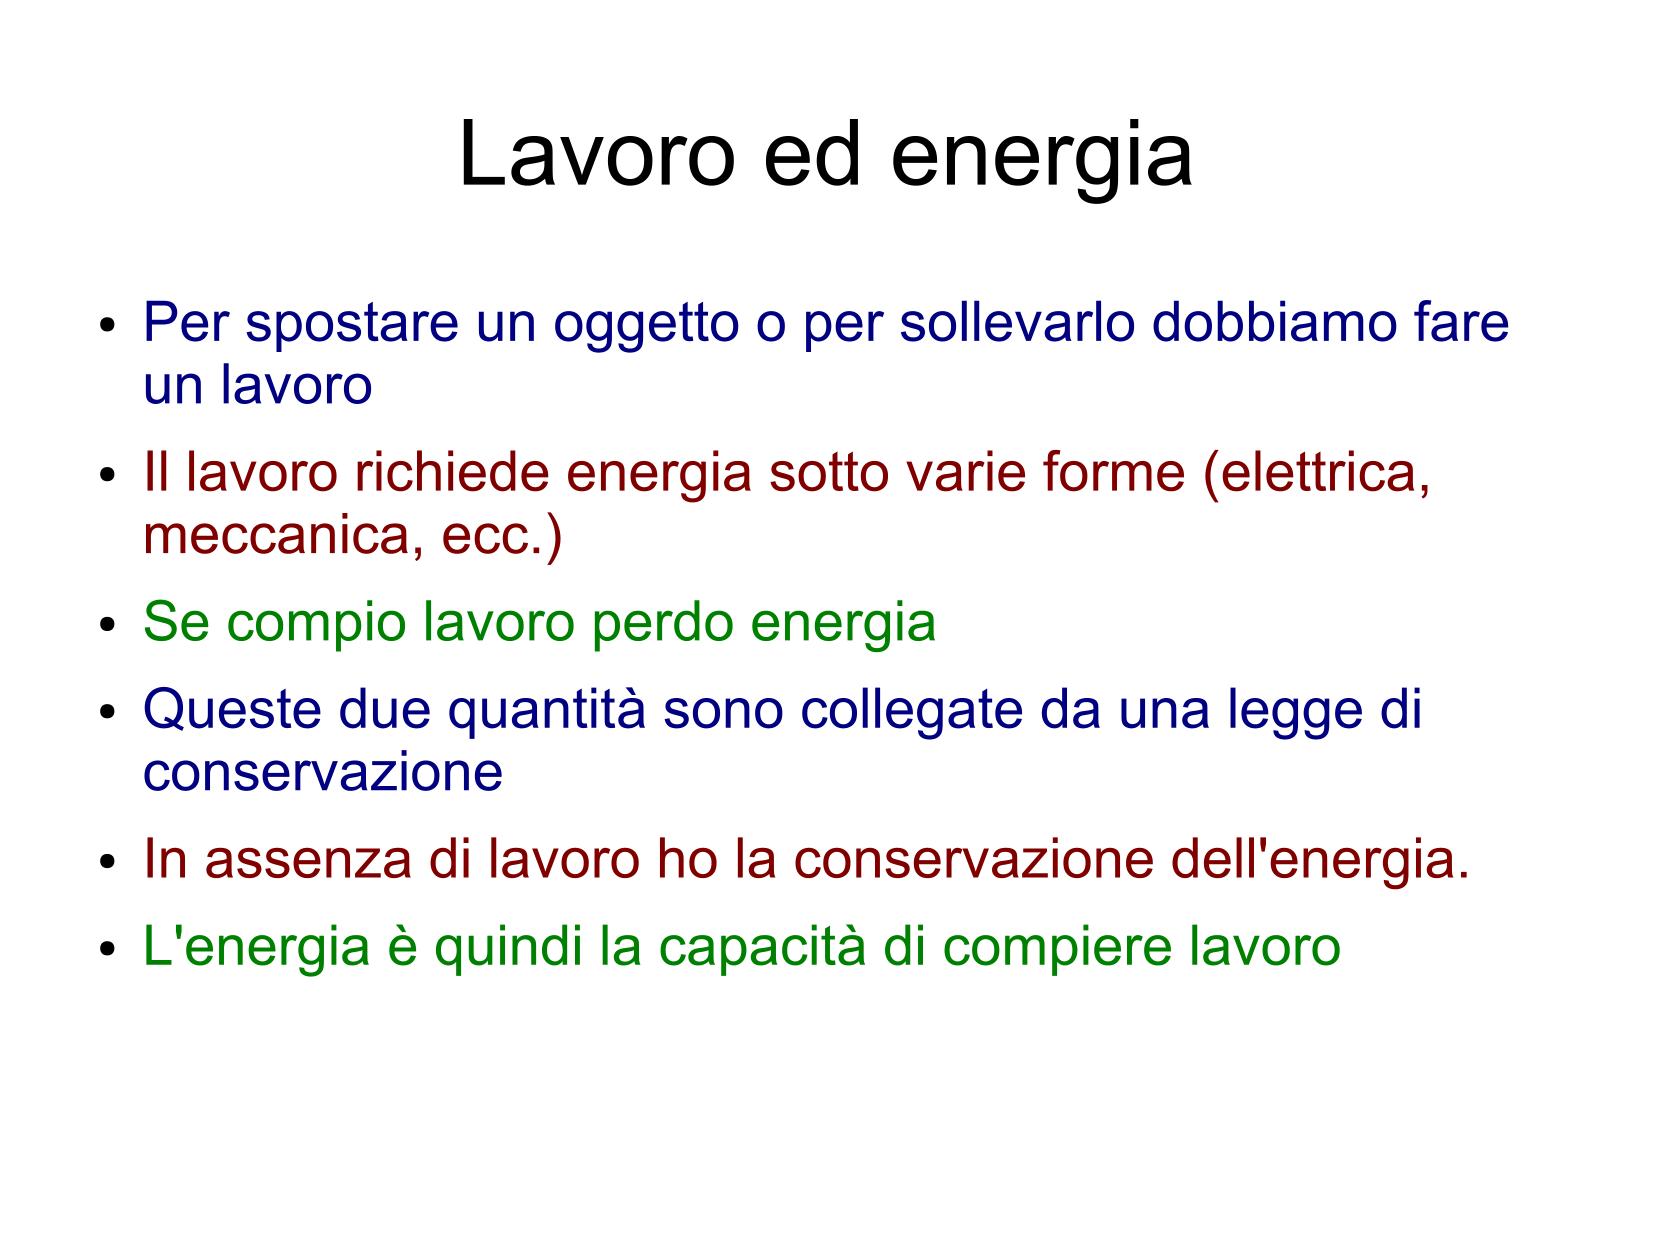 Lavoro ed energia
● Per spostare un oggetto o per sollevarlo dobbiamo fare
un lavoro
● Il lavoro richiede energia sotto varie forme (elettrica,
meccanica, ecc.)
● Se compio lavoro perdo energia
● Queste due quantità sono collegate da una legge di
conservazione
● In assenza di lavoro ho la conservazione dell'energia.
● L'energia è quindi la capacità di compiere lavoro